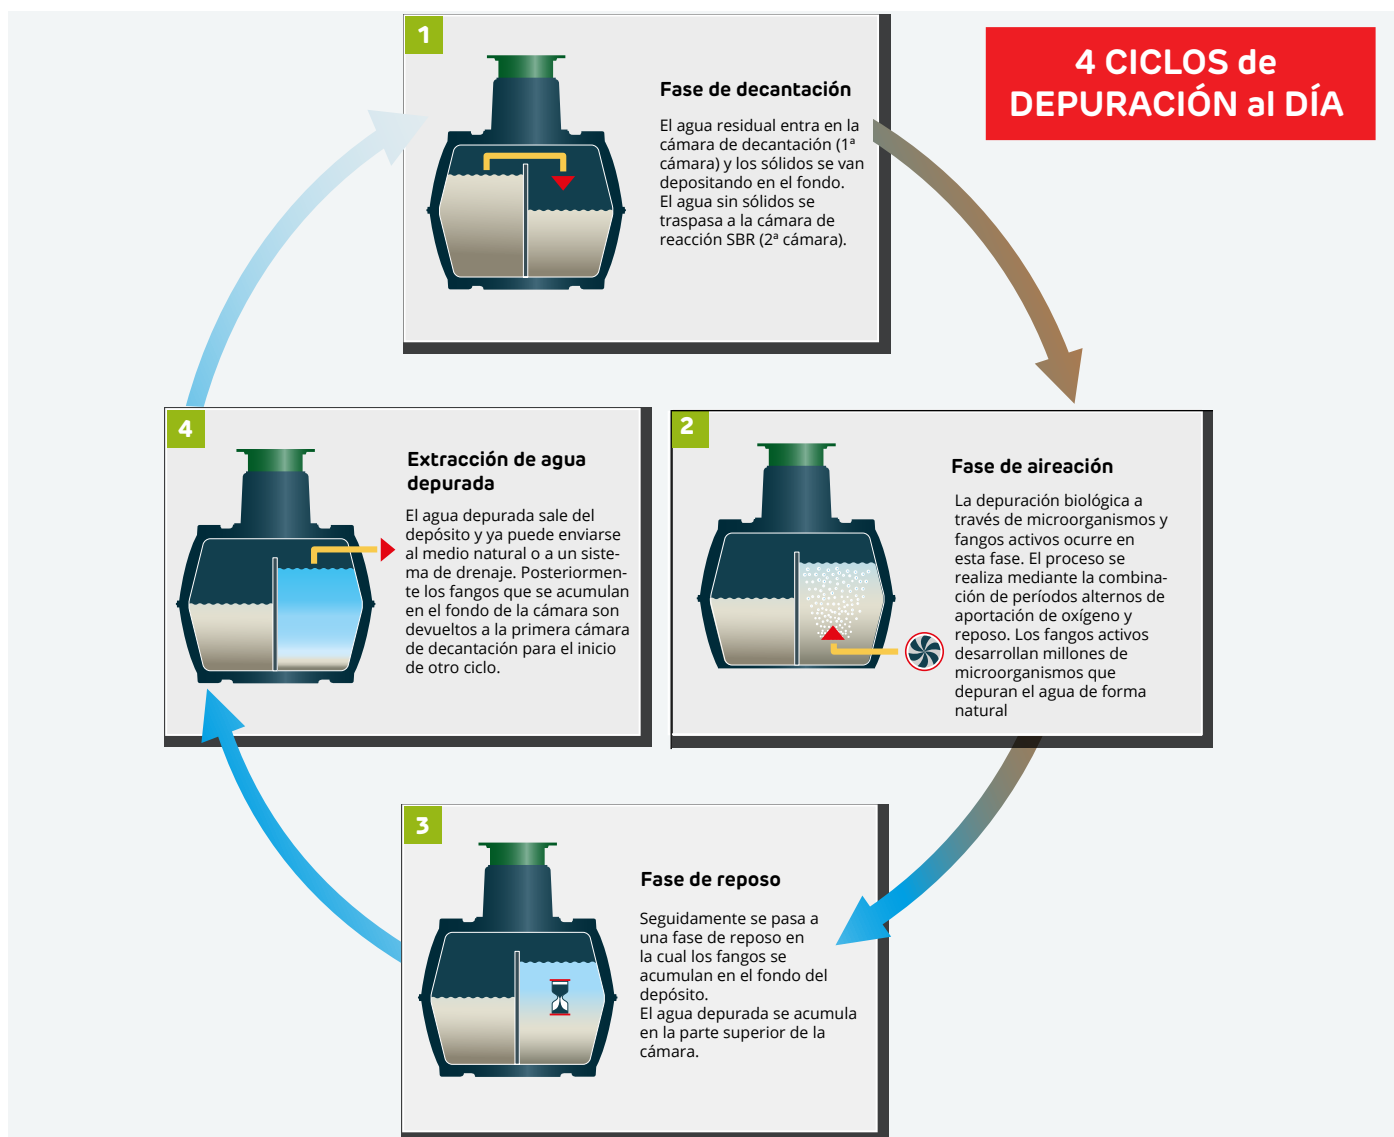 4 CICLOS de
DEPURACIÓN al DÍA
1
Fase de decantación
El agua residual entra en la
cámara de decantación (1ª
cámara) y los sólidos se van
depositando en el fondo.
El agua sin sólidos se
traspasa a la cámara de
reacción SBR (2ª cámara).
2
Fase de aireación
La depuración biológica a
través de microorganismos y
fangos activos ocurre en
esta fase. El proceso se
realiza mediante la combina-
ción de períodos alternos de
aportación de oxígeno y
reposo. Los fangos activos
desarrollan millones de
microorganismos que
depuran el agua de forma
natural
3
Fase de reposo
Seguidamente se pasa a
una fase de reposo en
la cual los fangos se
acumulan en el fondo del
depósito.
El agua depurada se acumula
en la parte superior de la
cámara.
4
Extracción de agua
depurada
El agua depurada sale del
depósito y ya puede enviarse
al medio natural o a un siste-
ma de drenaje. Posteriormen-
te los fangos que se acumulan
en el fondo de la cámara son
devueltos a la primera cámara
de decantación para el inicio
de otro ciclo.